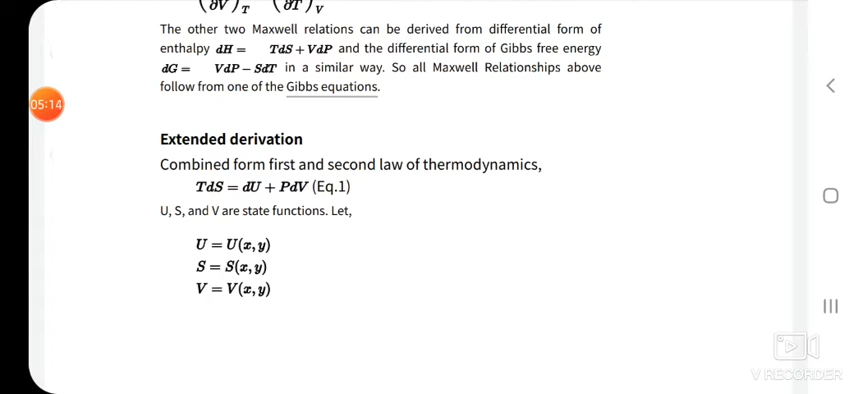 (∂V)T (∂T)V
The other two Maxwell relations can be derived from differential form of
enthalpy dH = TdS + VdP and the differential form of Gibbs free energy
dG = VdP − SdT in a similar way. So all Maxwell Relationships above
follow from one of the Gibbs equations.
05:14
Extended derivation
Combined form first and second law of thermodynamics,
TdS = dU + PdV (Eq.1)
U, S, and V are state functions. Let,
U = U(x, y)
S = S(x, y)
V = V(x, y)
V RECORDER